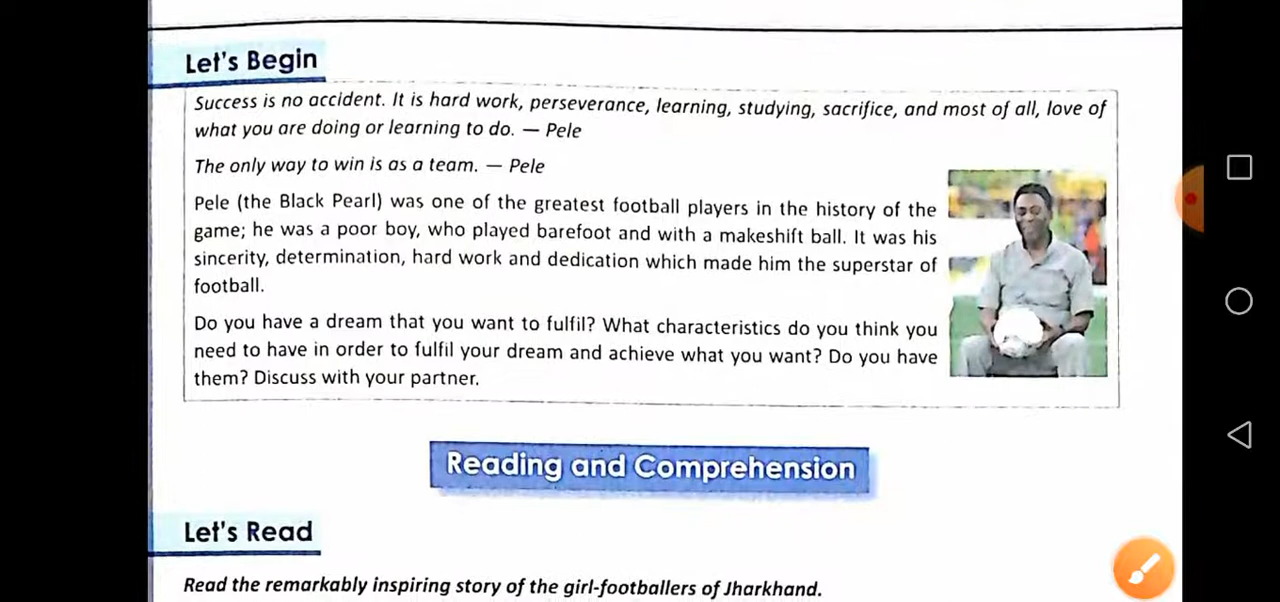 Let's Begin
Success is no accident. It is hard work, perseverance, learning, studying, sacrifice, and most of all, love of
what you are doing or learning to do. — Pele
The only way to win is as a team. — Pele
Pele (the Black Pearl) was one of the greatest football players in the history of the
game; he was a poor boy, who played barefoot and with a makeshift ball. It was his
sincerity, determination, hard work and dedication which made him the superstar of
football.
Do you have a dream that you want to fulfil? What characteristics do you think you
need to have in order to fulfil your dream and achieve what you want? Do you have
them? Discuss with your partner.
Reading and Comprehension
Let's Read
Read the remarkably inspiring story of the girl-footballers of Jharkhand.